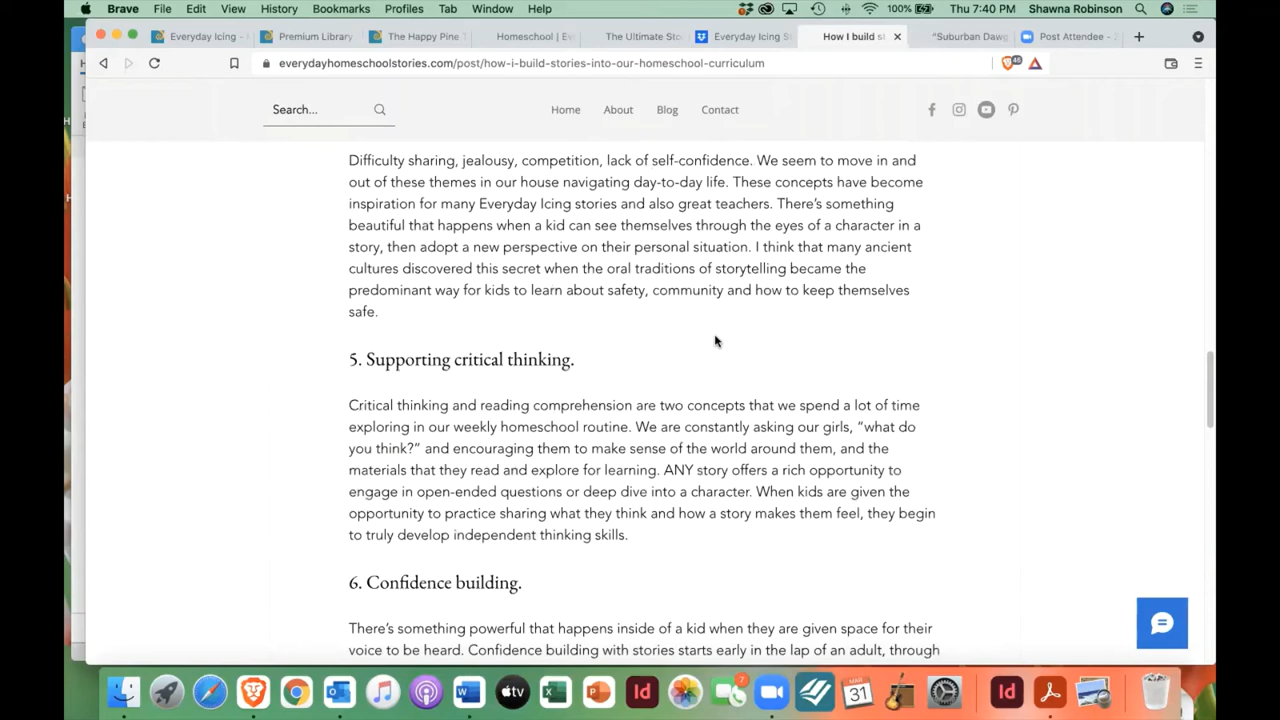 Brave File Edit View History Bookmarks Profiles Tab Window Help 100% Thu 7:40 PM Shawna Robinson
Everyday Icing - Premium Library The Happy Pine T Homeschool | Ev The Ultimate Sto Everyday Icing S How I build st "Suburban Dawg Post Attendee - Z
everydayhomeschoolstories.com/post/how-i-build-stories-into-our-homeschool-curriculum
Search... Home About Blog Contact
Difficulty sharing, jealousy, competition, lack of self-confidence. We seem to move in and
out of these themes in our house navigating day-to-day life. These concepts have become
inspiration for many Everyday Icing stories and also great teachers. There's something
beautiful that happens when a kid can see themselves through the eyes of a character in a
story, then adopt a new perspective on their personal situation. I think that many ancient
cultures discovered this secret when the oral traditions of storytelling became the
predominant way for kids to learn about safety, community and how to keep themselves
safe.
5. Supporting critical thinking.
Critical thinking and reading comprehension are two concepts that we spend a lot of time
exploring in our weekly homeschool routine. We are constantly asking our girls, "what do
you think?" and encouraging them to make sense of the world around them, and the
materials that they read and explore for learning. ANY story offers a rich opportunity to
engage in open-ended questions or deep dive into a character. When kids are given the
opportunity to practice sharing what they think and how a story makes them feel, they begin
to truly develop independent thinking skills.
6. Confidence building.
There's something powerful that happens inside of a kid when they are given space for their
voice to be heard. Confidence building with stories starts early in the lap of an adult, through
7
MAR
31